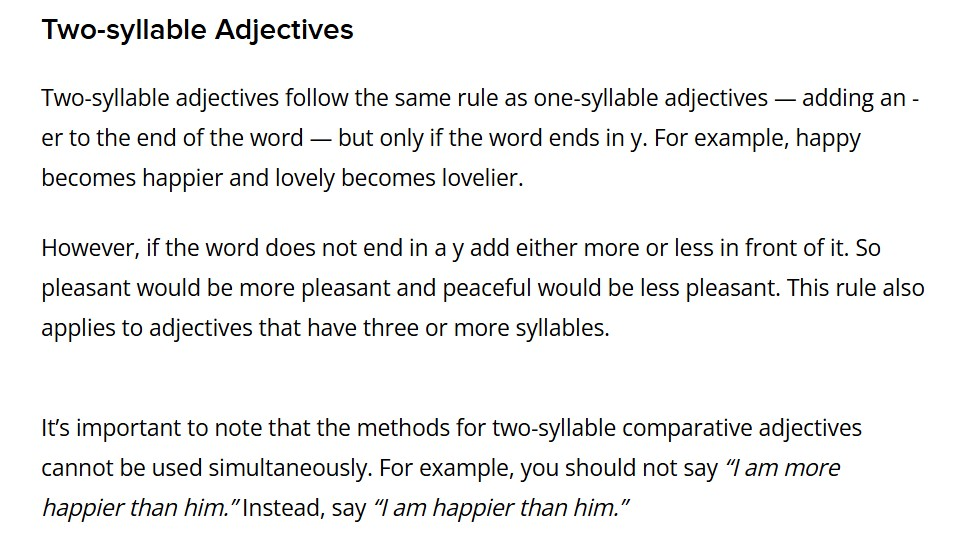 Two-syllable Adjectives
Two-syllable adjectives follow the same rule as one-syllable adjectives — adding an -
er to the end of the word — but only if the word ends in y. For example, happy
becomes happier and lovely becomes lovelier.
However, if the word does not end in a y add either more or less in front of it. So
pleasant would be more pleasant and peaceful would be less pleasant. This rule also
applies to adjectives that have three or more syllables.
It’s important to note that the methods for two-syllable comparative adjectives
cannot be used simultaneously. For example, you should not say “I am more
happier than him.” Instead, say “I am happier than him.”